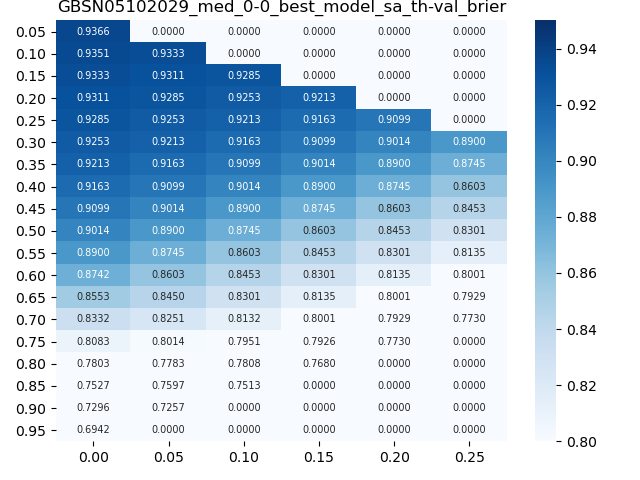 GBSN05102029_med_0-0_best_model_sa_th-val_brier
0.05 0.9366 0.0000 0.0000 0.0000 0.0000 0.0000
0.10 0.9351 0.9333 0.0000 0.0000 0.0000 0.0000
0.15 0.9333 0.9311 0.9285 0.0000 0.0000 0.0000
0.20 0.9311 0.9285 0.9253 0.9213 0.0000 0.0000
0.25 0.9285 0.9253 0.9213 0.9163 0.9099 0.0000
0.30 0.9253 0.9213 0.9163 0.9099 0.9014 0.8900
0.35 0.9213 0.9163 0.9099 0.9014 0.8900 0.8745
0.40 0.9163 0.9099 0.9014 0.8900 0.8745 0.8603
0.45 0.9099 0.9014 0.8900 0.8745 0.8603 0.8453
0.50 0.9014 0.8900 0.8745 0.8603 0.8453 0.8301
0.55 0.8900 0.8745 0.8603 0.8453 0.8301 0.8135
0.60 0.8742 0.8603 0.8453 0.8301 0.8135 0.8001
0.65 0.8553 0.8450 0.8301 0.8135 0.8001 0.7929
0.70 0.8332 0.8251 0.8132 0.8001 0.7929 0.7730
0.75 0.8083 0.8014 0.7951 0.7926 0.7730 0.0000
0.80 0.7803 0.7783 0.7808 0.7680 0.0000 0.0000
0.85 0.7527 0.7597 0.7513 0.0000 0.0000 0.0000
0.90 0.7296 0.7257 0.0000 0.0000 0.0000 0.0000
0.95 0.6942 0.0000 0.0000 0.0000 0.0000 0.0000
0.00 0.05 0.10 0.15 0.20 0.25
0.94
0.92
0.90
0.88
0.86
0.84
0.82
0.80